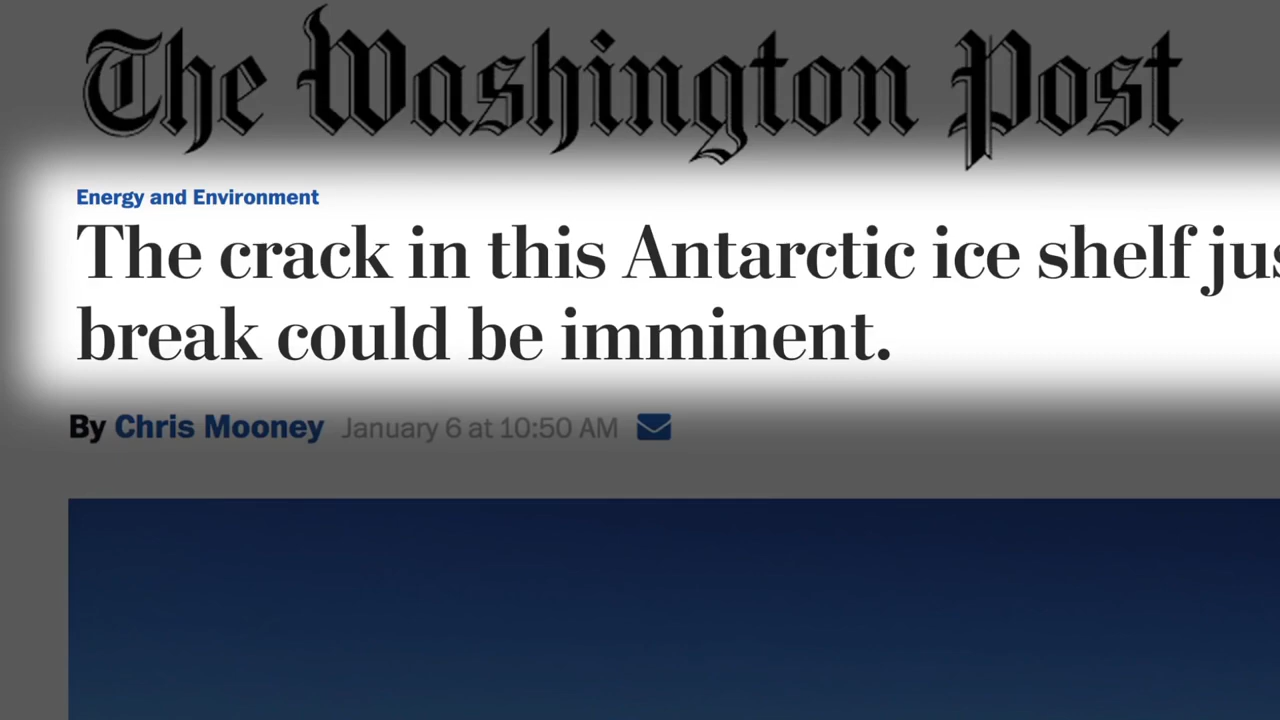 The Washington Post
Energy and Environment
The crack in this Antarctic ice shelf
break could be imminent.
By Chris Mooney January 6 at 10:50 AM